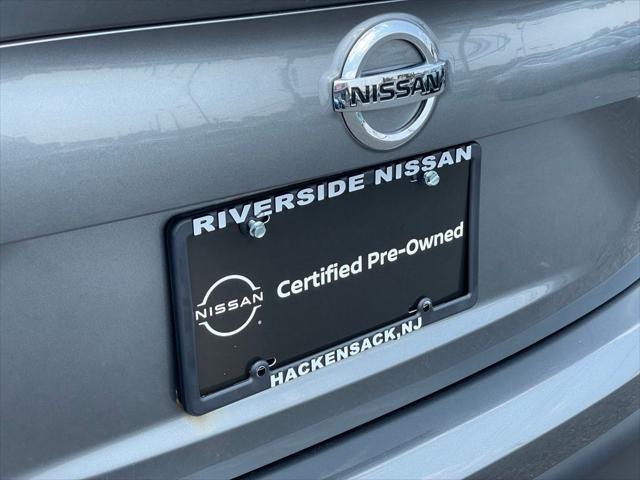 NISSAN
RIVERSIDE NISSAN
Certified Pre-Owned
NISSAN
HACKENSACK,NJ